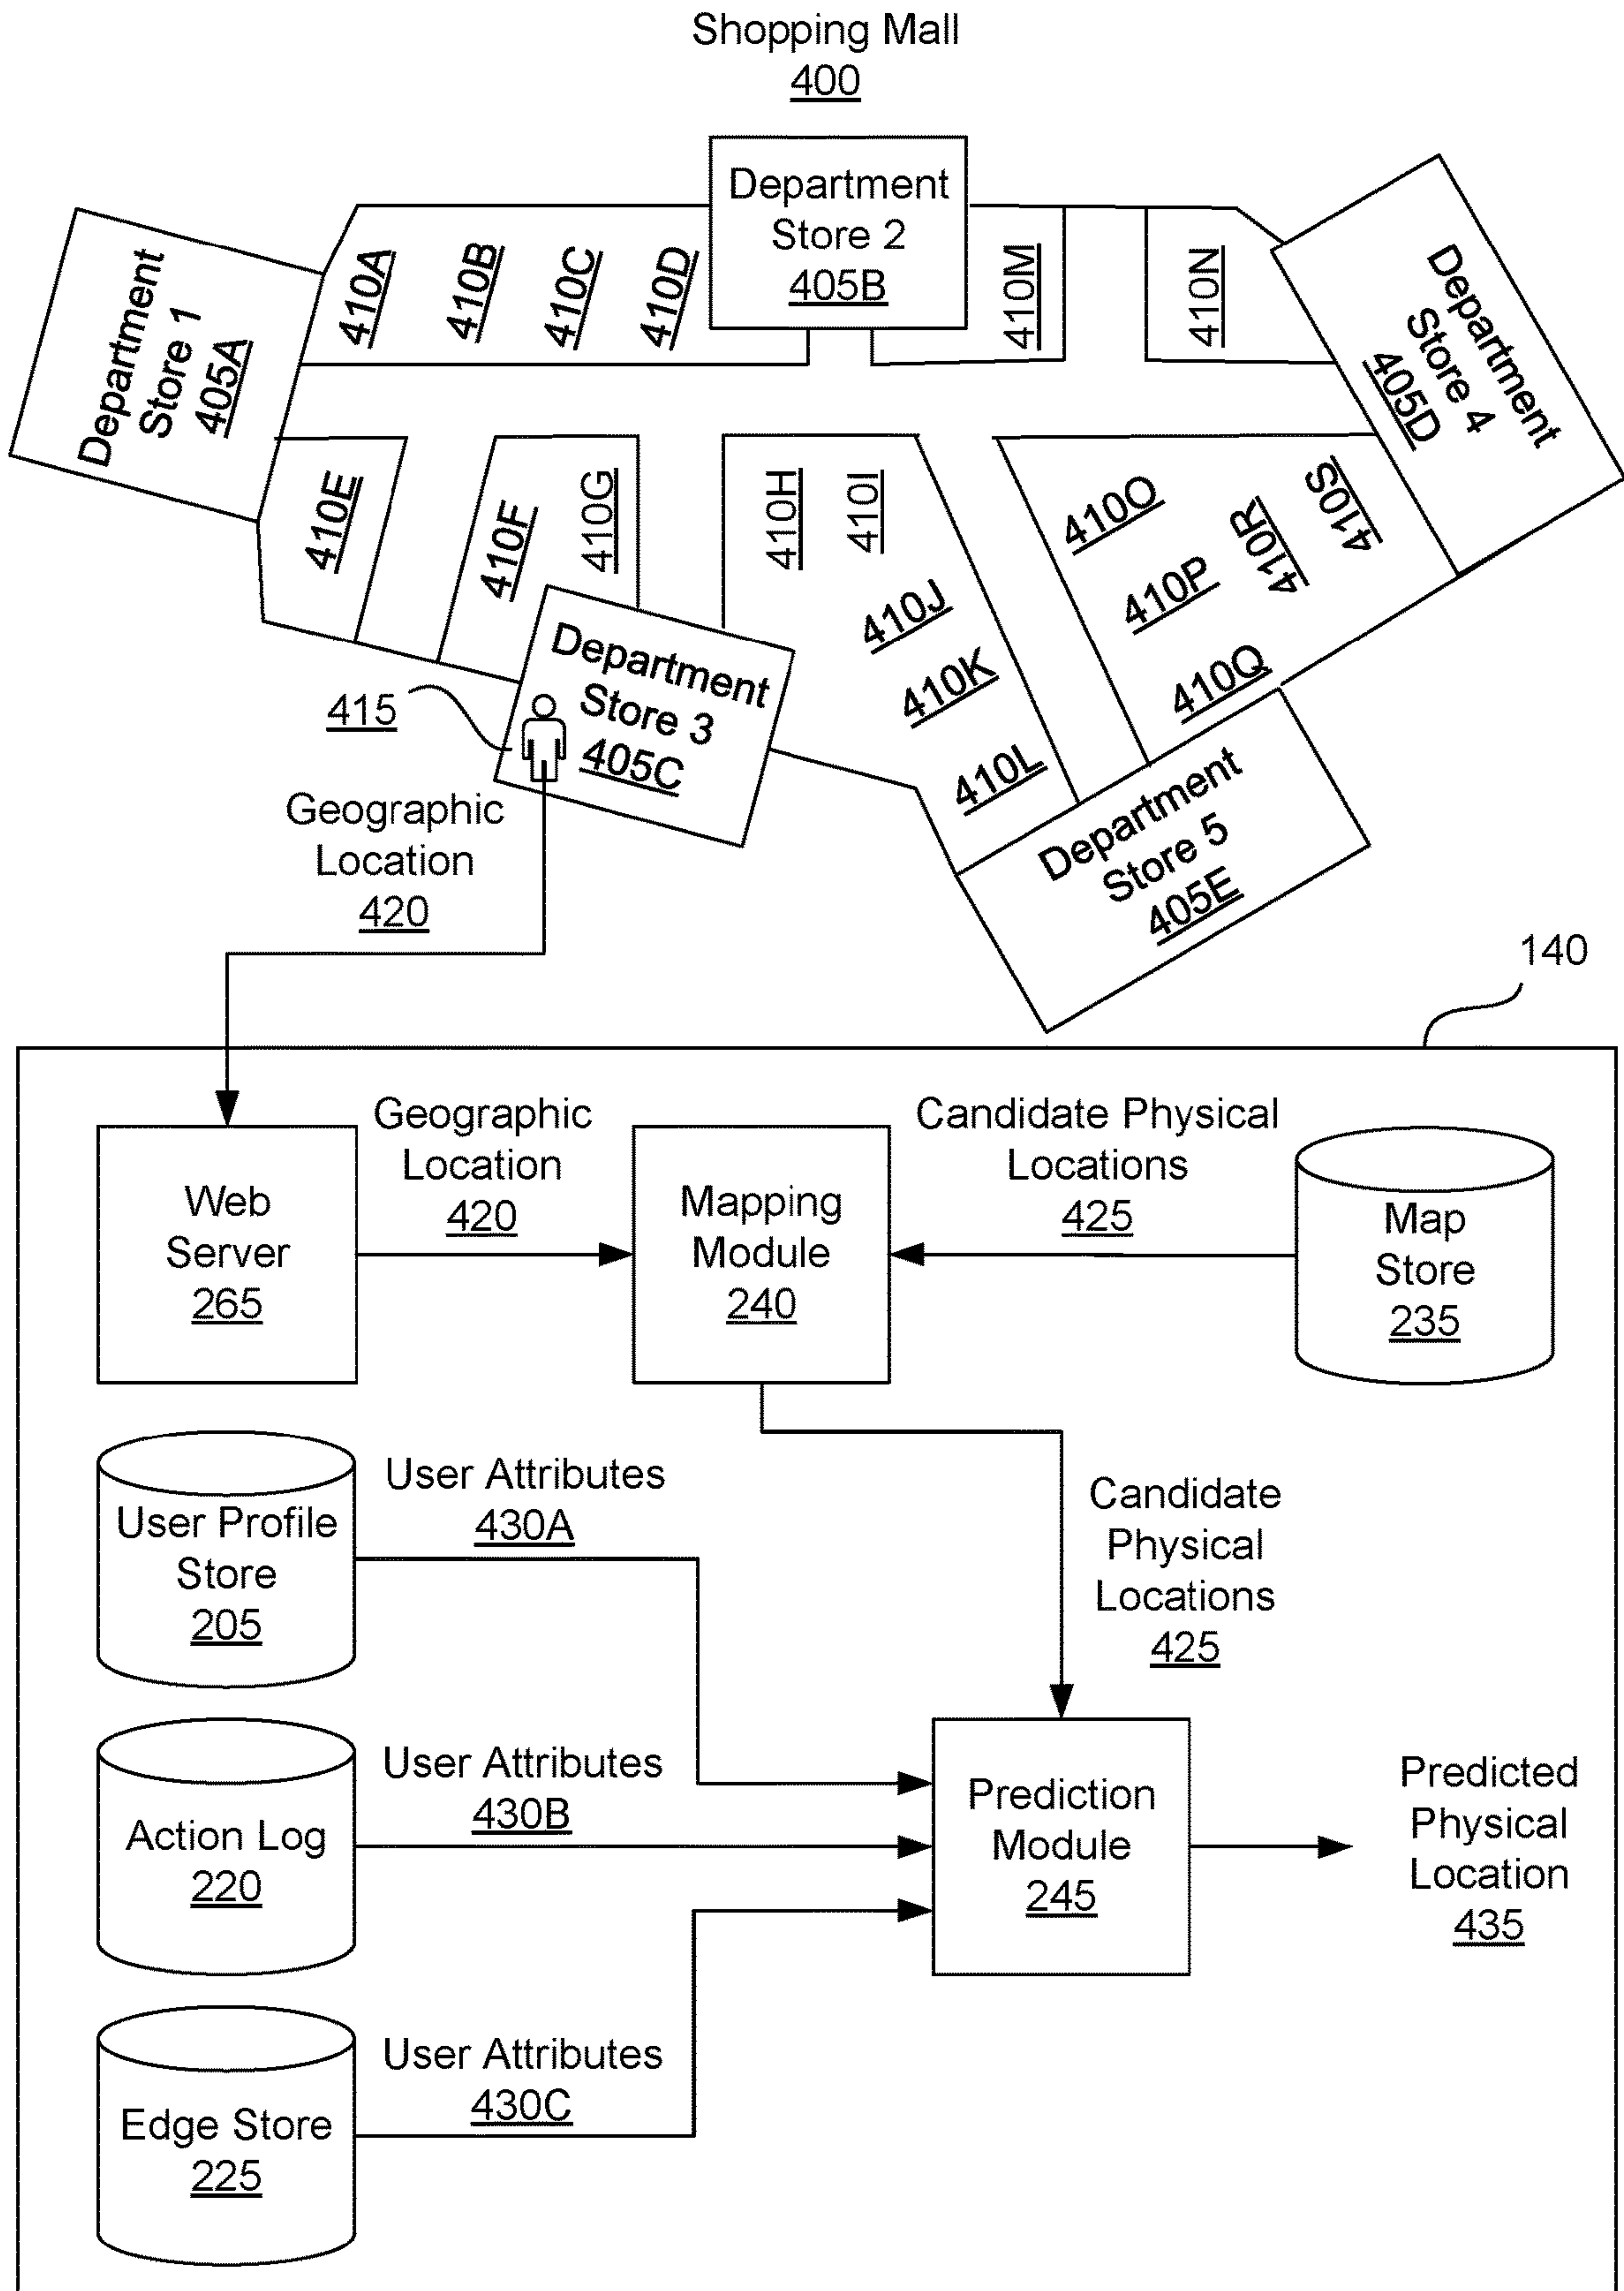 Shopping Mall
400
Department
Store 1
405A
410A
410B
410C
410D
Department
Store 2
405B
410M
410N
Department
Store 4
405D
410E
410F
410G
410H
410I
410J
410K
410L
410O
410P
410Q
410R
410S
Department
Store 3
405C
415
Department
Store 5
405E
Geographic
Location
420
140
Web
Server
265
Geographic
Location
420
Mapping
Module
240
Candidate Physical
Locations
425
Map
Store
235
User Profile
Store
205
User Attributes
430A
Candidate
Physical
Locations
425
Action Log
220
User Attributes
430B
Prediction
Module
245
Predicted
Physical
Location
435
Edge Store
225
User Attributes
430C